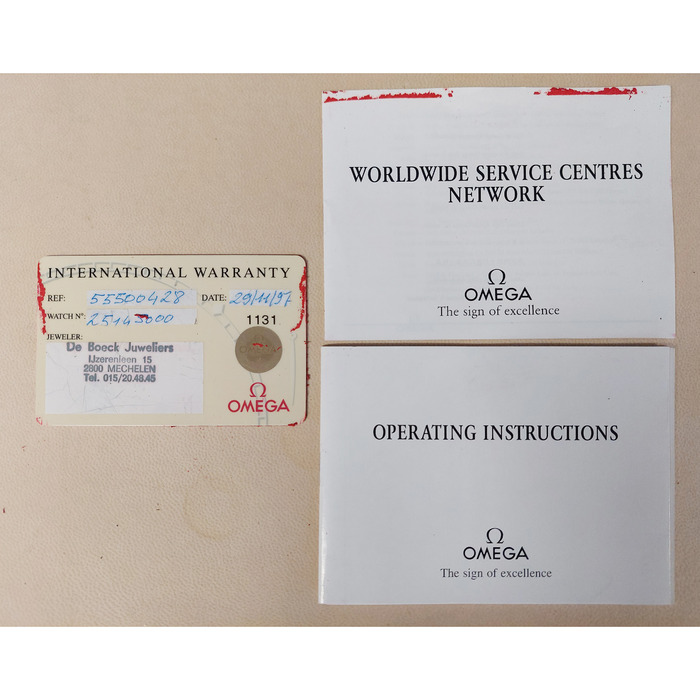 INTERNATIONAL WARRANTY
REF: 55500428 DATE: 29/11/97
WATCH Nº: 25143000
1131
JEWELER:
De Boeck Juweliers
IJzerenleen 15
2800 MECHELEN
Tel. 015/20.48.45
Ω
OMEGA
WORLDWIDE SERVICE CENTRES
NETWORK
Ω
OMEGA
The sign of excellence
OPERATING INSTRUCTIONS
Ω
OMEGA
The sign of excellence